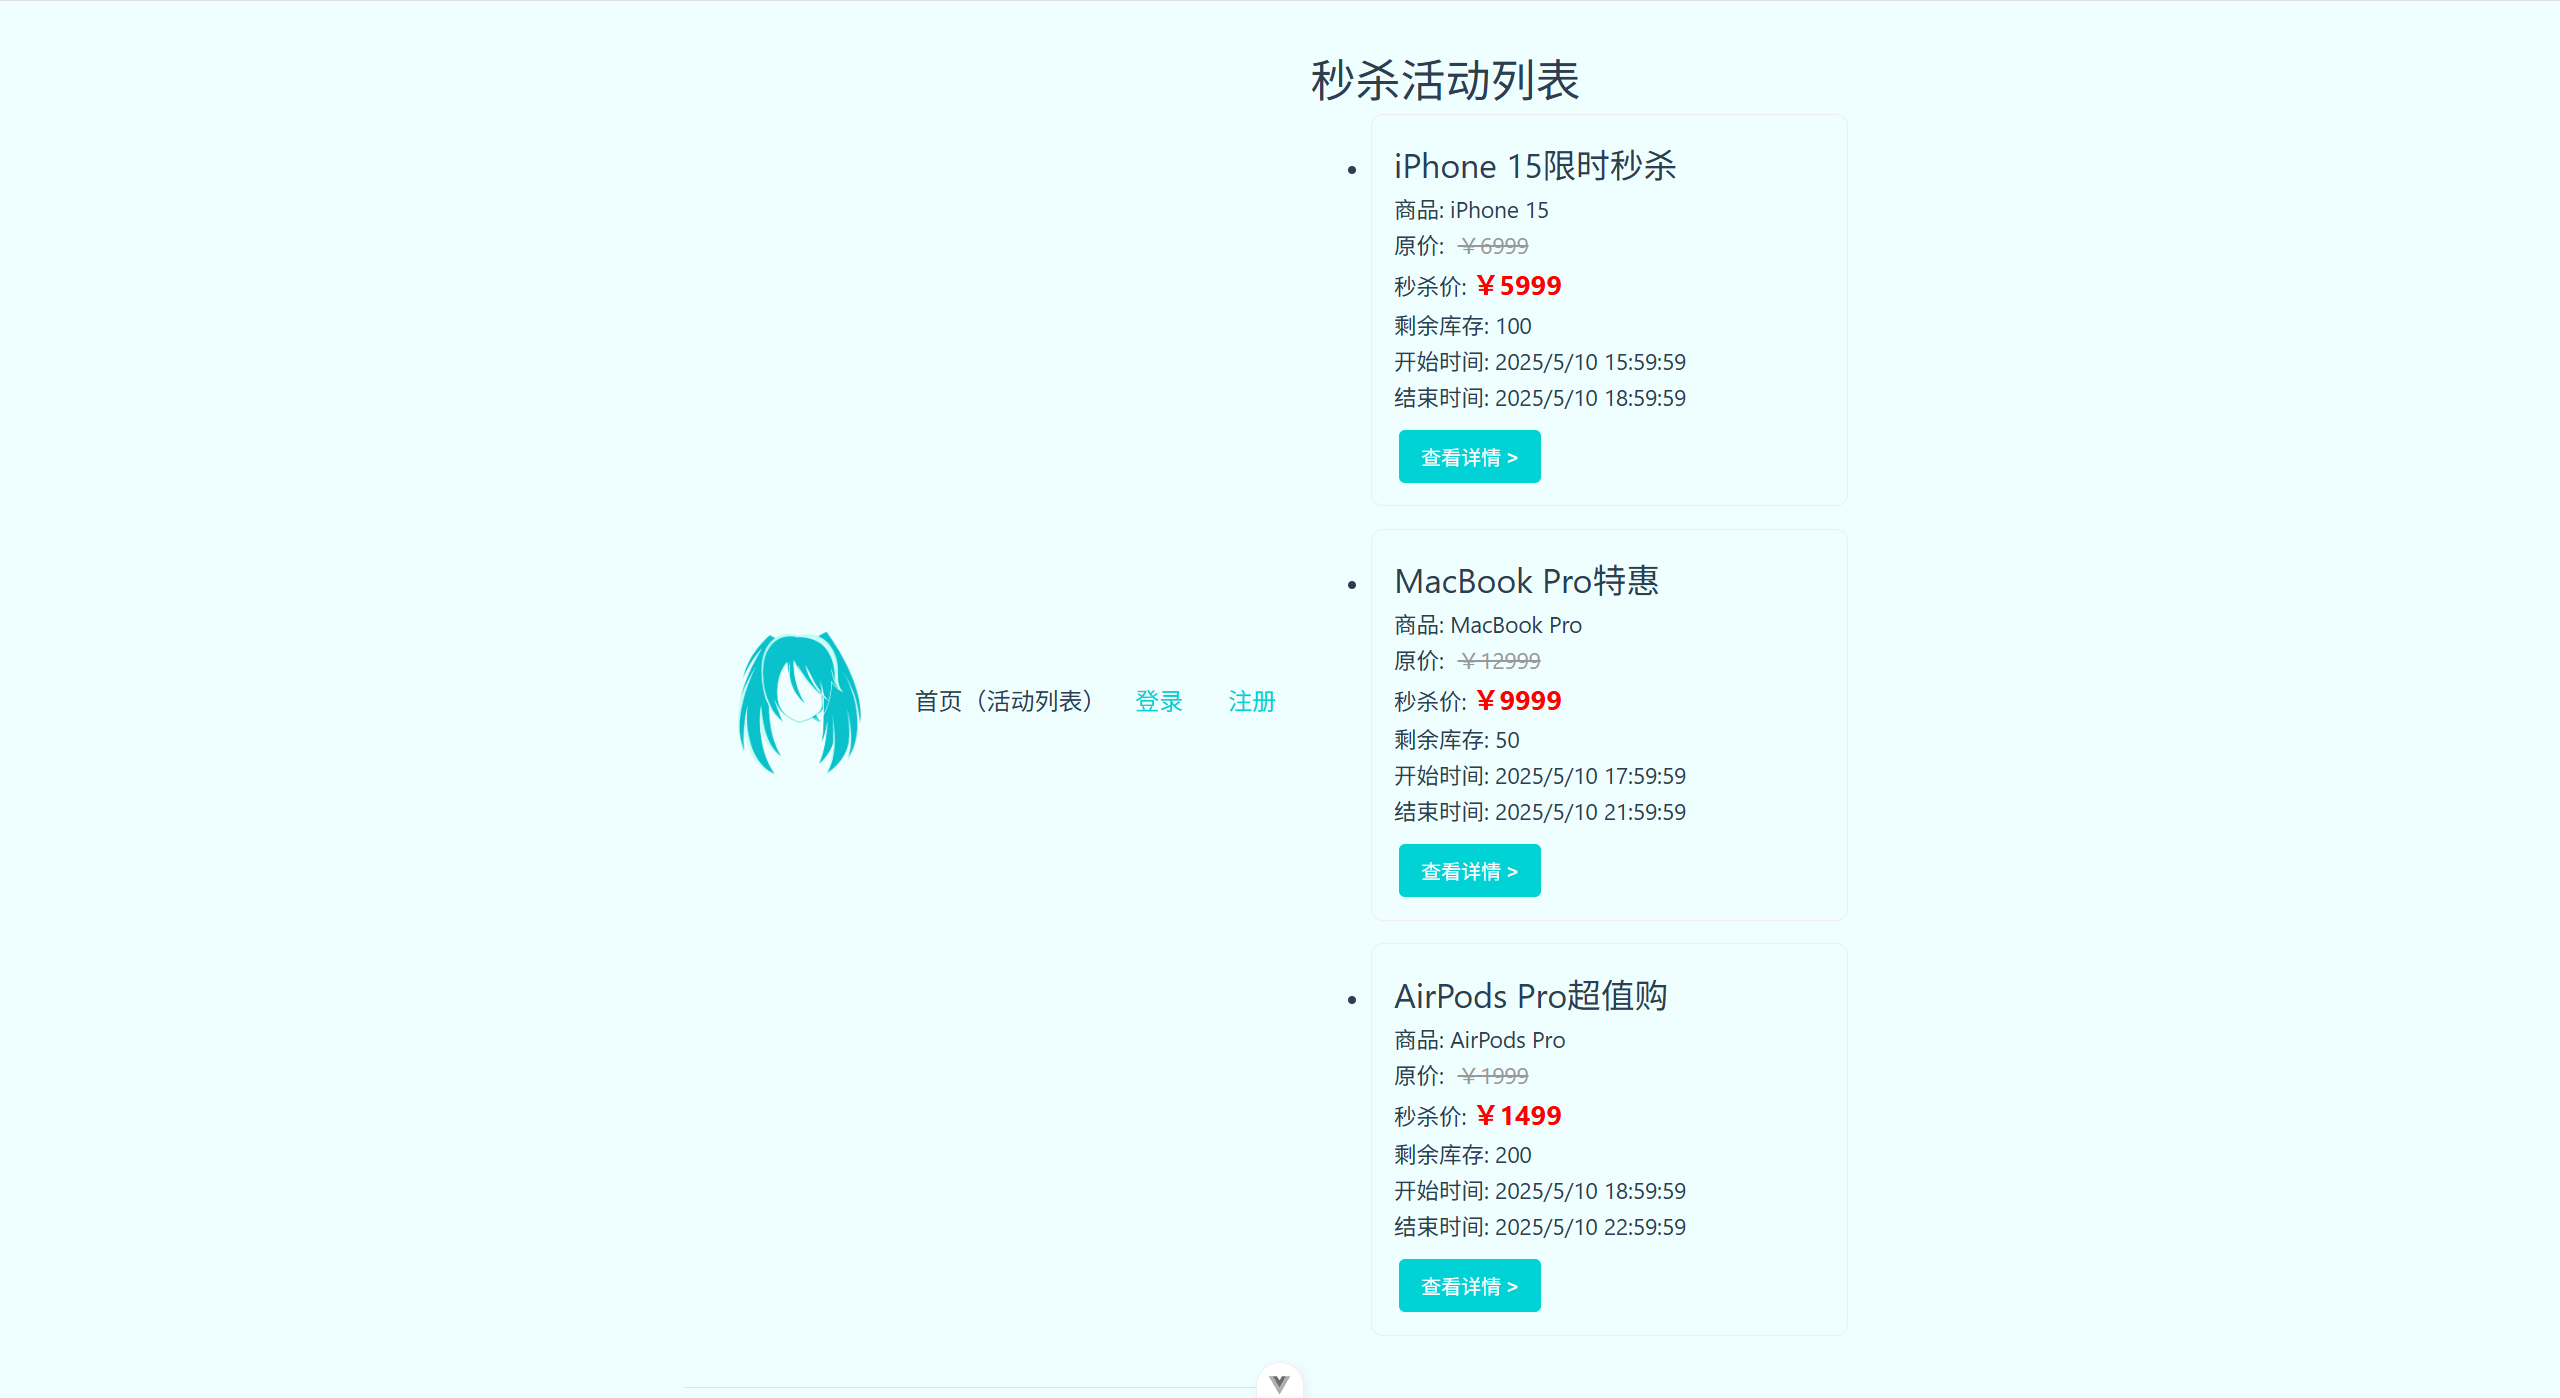 首页（活动列表）
登录
注册
秒杀活动列表
iPhone 15限时秒杀
商品: iPhone 15
原价: ￥6999
秒杀价: ￥5999
剩余库存: 100
开始时间: 2025/5/10 15:59:59
结束时间: 2025/5/10 18:59:59
查看详情 >
MacBook Pro特惠
商品: MacBook Pro
原价: ￥12999
秒杀价: ￥9999
剩余库存: 50
开始时间: 2025/5/10 17:59:59
结束时间: 2025/5/10 21:59:59
查看详情 >
AirPods Pro超值购
商品: AirPods Pro
原价: ￥1999
秒杀价: ￥1499
剩余库存: 200
开始时间: 2025/5/10 18:59:59
结束时间: 2025/5/10 22:59:59
查看详情 >